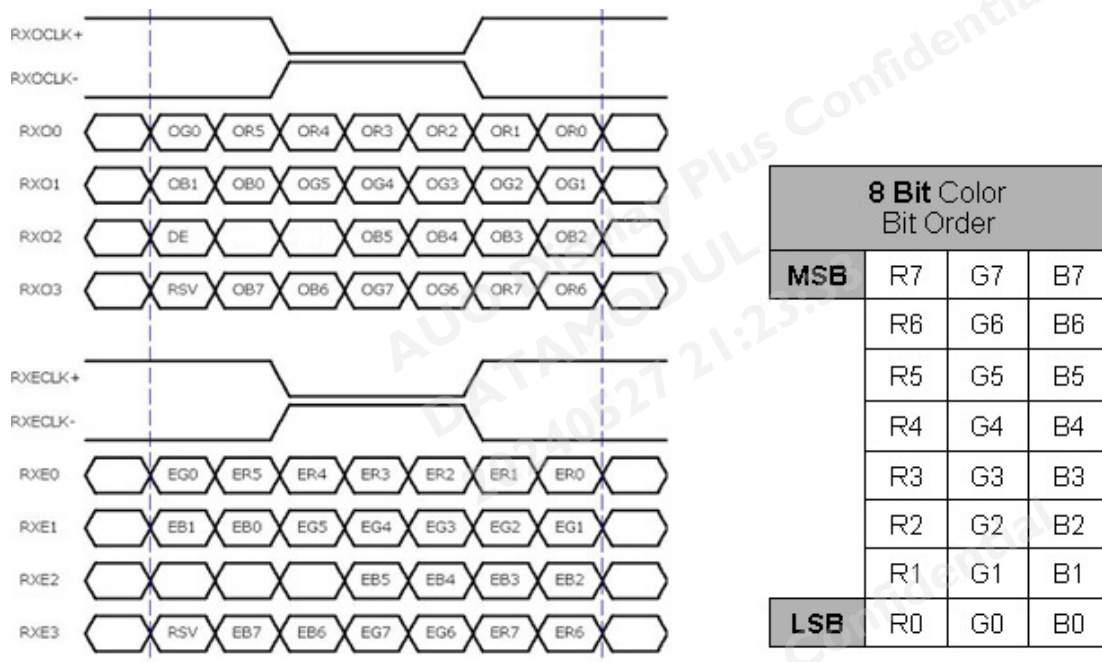 RXOCLK+
RXOCLK-
RXO0 OG0 OR5 OR4 OR3 OR2 OR1 OR0
RXO1 OB1 OB0 OG5 OG4 OG3 OG2 OG1
RXO2 DE OB5 OB4 OB3 OB2
RXO3 RSV OB7 OB6 OG7 OG6 OR7 OR6
RXECLK+
RXECLK-
RXE0 EG0 ER5 ER4 ER3 ER2 ER1 ER0
RXE1 EB1 EB0 EG5 EG4 EG3 EG2 EG1
RXE2 EB5 EB4 EB3 EB2
RXE3 RSV EB7 EB6 EG7 EG6 ER7 ER6
8 Bit Color
Bit Order
MSB R7 G7 B7
R6 G6 B6
R5 G5 B5
R4 G4 B4
R3 G3 B3
R2 G2 B2
R1 G1 B1
LSB R0 G0 B0
AUO Display Plus Confidential
DATAMODUL
Confidential